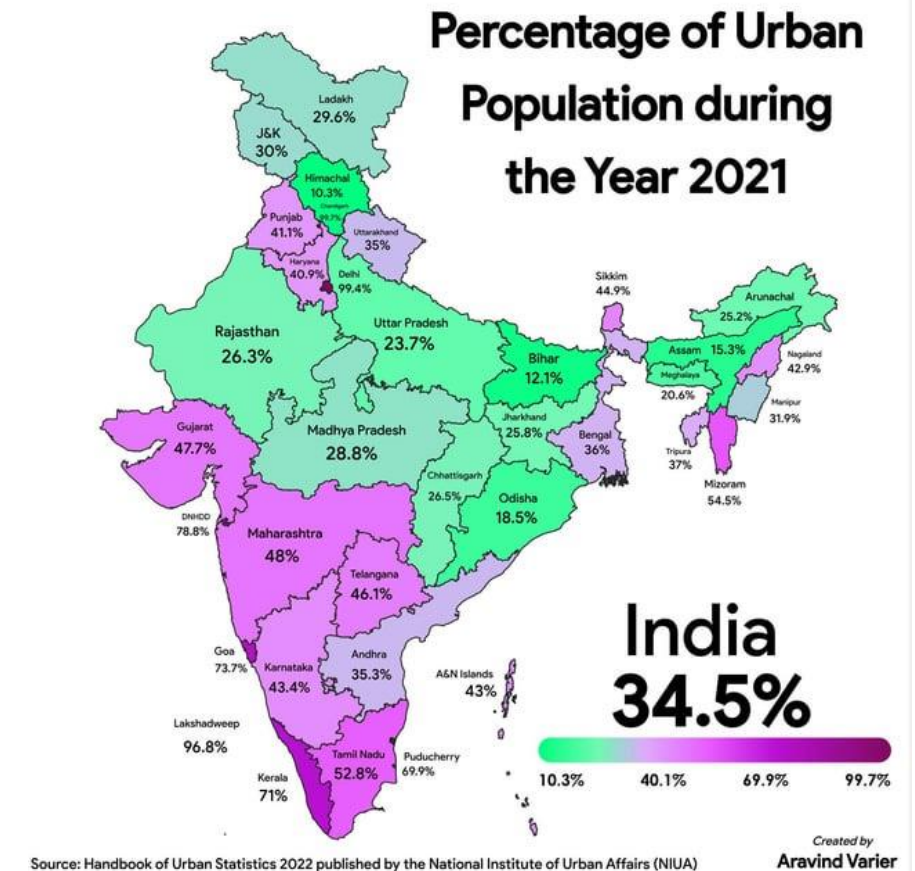 Percentage of Urban
Population during
the Year 2021
Ladakh
29.6%
J&K
30%
Himachal
10.3%
Chandigarh
99.7%
Punjab
41.1%
Uttarakhand
35%
Haryana
40.9%
Delhi
99.4%
Sikkim
44.9%
Arunachal
25.2%
Rajasthan
26.3%
Uttar Pradesh
23.7%
Bihar
12.1%
Assam 15.3%
Nagaland
42.9%
Meghalaya
20.6%
Manipur
31.9%
Tripura
37%
Mizoram
54.5%
Gujarat
47.7%
Madhya Pradesh
28.8%
Jharkhand
25.8%
Bengal
36%
Chhattisgarh
26.5%
Odisha
18.5%
DNHDD
78.8%
Maharashtra
48%
Telangana
46.1%
Goa
73.7%
Karnataka
43.4%
Andhra
35.3%
A&N Islands
43%
India
34.5%
Lakshadweep
96.8%
Tamil Nadu
52.8%
Puducherry
69.9%
Kerala
71%
10.3% 40.1% 69.9% 99.7%
Created by
Aravind Varier
Source: Handbook of Urban Statistics 2022 published by the National Institute of Urban Affairs (NIUA)